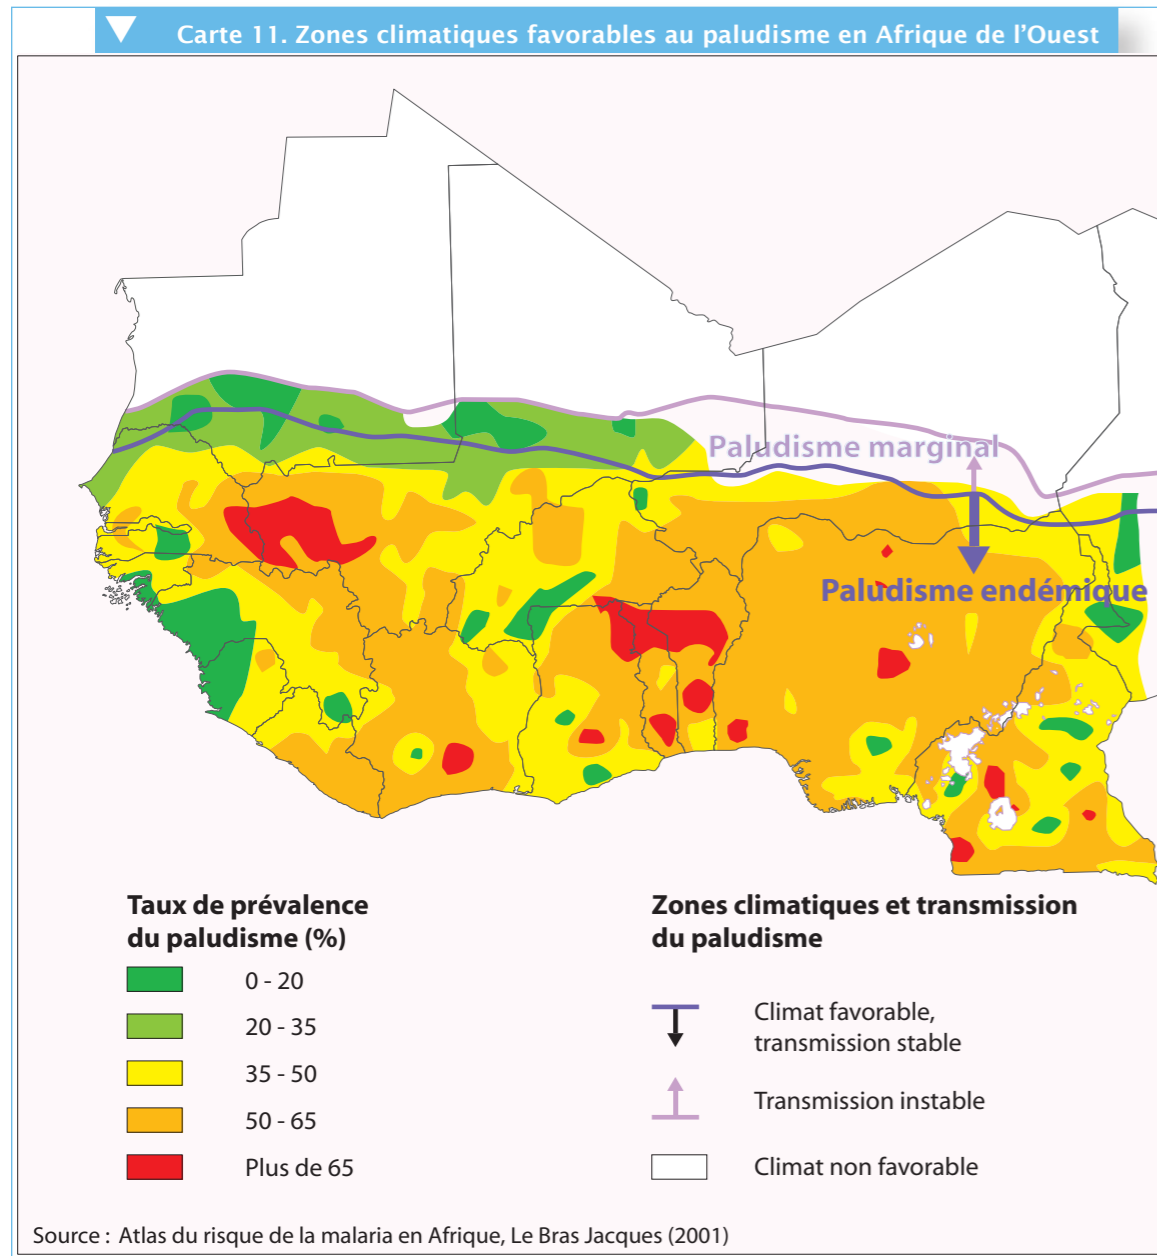 Carte 11. Zones climatiques favorables au paludisme en Afrique de l'Ouest
Paludisme marginal
Paludisme endémique
Taux de prévalence
du paludisme (%)
0 - 20
20 - 35
35 - 50
50 - 65
Plus de 65
Zones climatiques et transmission
du paludisme
Climat favorable,
transmission stable
Transmission instable
Climat non favorable
Source : Atlas du risque de la malaria en Afrique, Le Bras Jacques (2001)